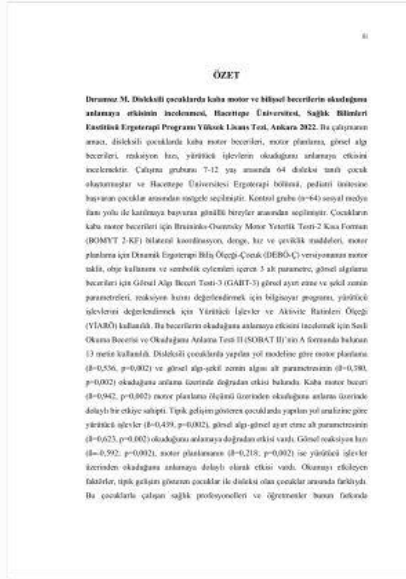 ÖZET
Durumsoz M. Disleksili çocuklarda kaba motor ve bilişsel becerilerin okuduğunu
anlamaya etkisinin incelenmesi, Hacettepe Üniversitesi, Sağlık Bilimleri
Enstitüsü Ergoterapi Programı Yüksek Lisans Tezi, Ankara 2022. Bu çalışmanın
amacı, disleksili çocuklarda kaba motor becerileri, motor planlama, görsel algı
becerileri, reaksiyon hızı, yürütücü işlevlerin okuduğunu anlamaya etkisini
incelemektir. Çalışma grubunu 7-12 yaş arasında 64 disleksi tanılı çocuk
oluşturmuştur ve Hacettepe Üniversitesi Ergoterapi bölümü, pediatri ünitesine
başvuran çocuklar arasından rastgele seçilmiştir. Kontrol grubu (n=64) sosyal medya
ilanı yolu ile katılmaya başvuran gönüllü bireyler arasından seçilmiştir. Çocukların
kaba motor becerileri için Bruininks-Oseretsky Motor Yeterlik Testi-2 Kısa Formun
(BOMYT 2-KF) bilateral koordinasyon, denge, hız ve çeviklik maddeleri, motor
planlama için Dinamik Ergoterapi Biliş Ölçeği-Çocuk (DEBÖ-Ç) versiyonunun motor
taklit, obje kullanımı ve sembolik eylemleri içeren 3 alt parametre, görsel algılama
becerileri için Görsel Algı Beceri Testi-3 (GABT-3) görsel ayırt etme ve şekil zemin
parametreleri, reaksiyon hızını değerlendirmek için bilgisayar programı, yürütücü
işlevlerini değerlendirmek için Yürütücü İşlevler ve Aktivite Rutinleri Ölçeği
(YİARÖ) kullanıldı. Bu becerilerin okuduğunu anlamaya etkisini incelemek için Sesli
Okuma Becerisi ve Okuduğunu Anlama Testi II (SOBAT II)'nin A formunda bulunan
13 metin kullanıldı. Disleksili çocuklarda yapılan yol modeline göre motor planlama
(ß=0,536, p=0,002) ve görsel algı-şekil zemin algısı alt parametresinin (ß=0,380,
p=0,002) okuduğunu anlama üzerinde doğrudan etkisi bulundu. Kaba motor beceri
(ß=0,942, p=0,002) motor planlama ölçümü üzerinden okuduğunu anlama üzerinde
dolaylı bir etkiye sahipti. Tipik gelişim gösteren çocuklarda yapılan yol analizine göre
yürütücü işlevler (ß=0,439, p=0,002), görsel algı-görsel ayırt etme alt parametresinin
(ß=0,623, p=0,002) okuduğunu anlamaya doğrudan etkisi vardı. Görsel reaksiyon hızı
(ß=-0,592; p=0,002), motor planlamanın (ß=0,218; p=0,002) ise yürütücü işlevler
üzerinden okuduğunu anlamaya dolaylı olarak etkisi vardı. Okumayı etkileyen
faktörler, tipik gelişim gösteren çocuklar ile disleksi olan çocuklar arasında farklıydı.
Bu çocuklarla çalışan sağlık profesyonelleri ve öğretmenler bunun farkında